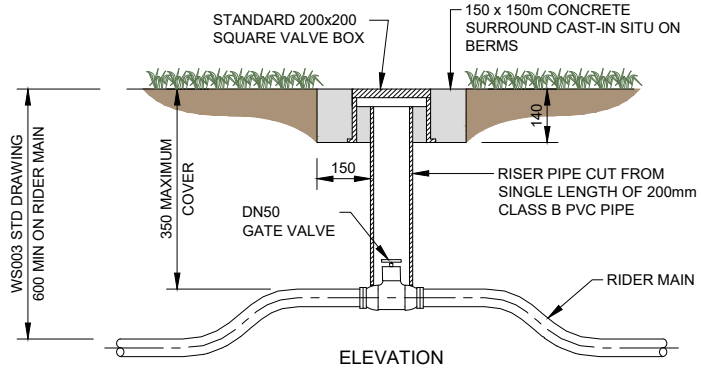 STANDARD 200x200
SQUARE VALVE BOX
150 x 150m CONCRETE
SURROUND CAST-IN SITU ON
BERMS
WS003 STD DRAWING
600 MIN ON RIDER MAIN
350 MAXIMUM
COVER
140
150
RISER PIPE CUT FROM
SINGLE LENGTH OF 200mm
CLASS B PVC PIPE
DN50
GATE VALVE
RIDER MAIN
ELEVATION